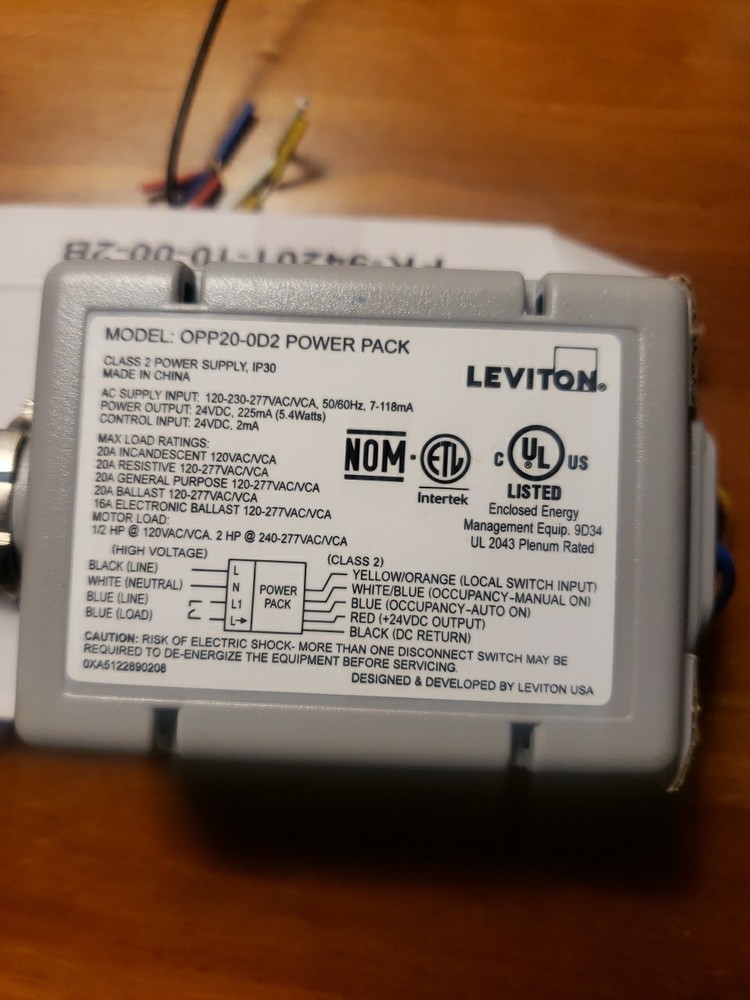 PK-94201-10-00-2B
MODEL: OPP20-0D2 POWER PACK
CLASS 2 POWER SUPPLY, IP30
MADE IN CHINA
LEVITON®
AC SUPPLY INPUT: 120-230-277VAC/VCA, 50/60Hz, 7-118mA
POWER OUTPUT: 24VDC, 225mA (5.4Watts)
CONTROL INPUT: 24VDC, 2mA
MAX LOAD RATINGS:
20A INCANDESCENT 120VAC/VCA
20A RESISTIVE 120-277VAC/VCA
20A GENERAL PURPOSE 120-277VAC/VCA
20A BALLAST 120-277VAC/VCA
16A ELECTRONIC BALLAST 120-277VAC/VCA
MOTOR LOAD:
1/2 HP @ 120VAC/VCA. 2 HP @ 240-277VAC/VCA
NOM-ETL
Intertek
C UL US
LISTED
Enclosed Energy
Management Equip. 9D34
UL 2043 Plenum Rated
(HIGH VOLTAGE)
BLACK (LINE)
WHITE (NEUTRAL)
BLUE (LINE)
BLUE (LOAD)
L
N
L1
L
POWER
PACK
(CLASS 2)
YELLOW/ORANGE (LOCAL SWITCH INPUT)
WHITE/BLUE (OCCUPANCY-MANUAL ON)
BLUE (OCCUPANCY-AUTO ON)
RED (+24VDC OUTPUT)
BLACK (DC RETURN)
CAUTION: RISK OF ELECTRIC SHOCK- MORE THAN ONE DISCONNECT SWITCH MAY BE
REQUIRED TO DE-ENERGIZE THE EQUIPMENT BEFORE SERVICING.
0XA5122890208
DESIGNED & DEVELOPED BY LEVITON USA